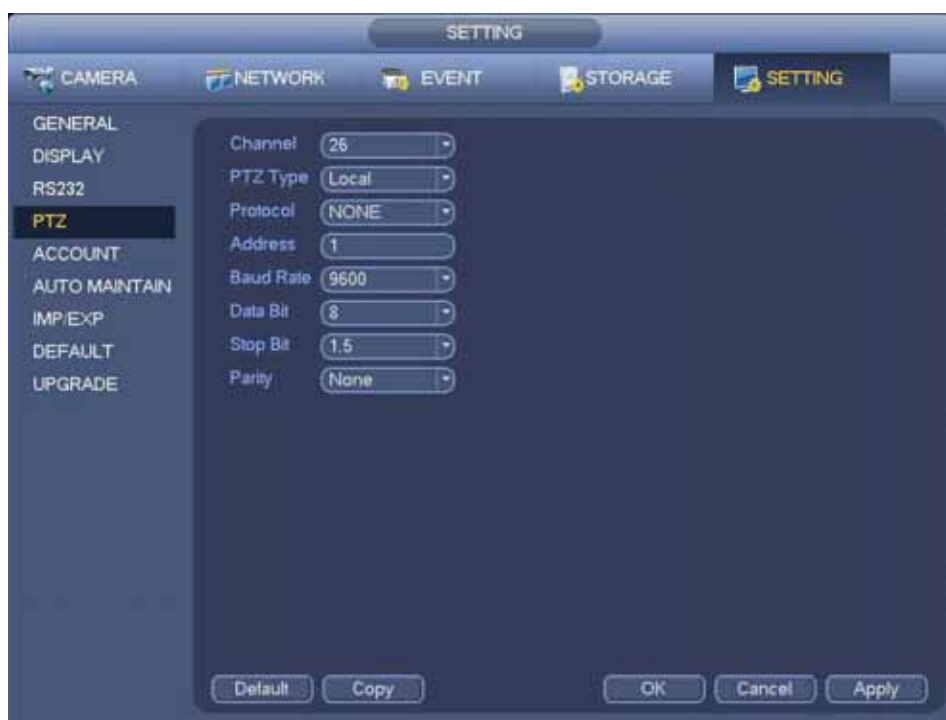 SETTING
CAMERA NETWORK EVENT STORAGE SETTING
GENERAL
DISPLAY
RS232
PTZ
ACCOUNT
AUTO MAINTAIN
IMP/EXP
DEFAULT
UPGRADE
Channel 26
PTZ Type Local
Protocol NONE
Address 1
Baud Rate 9600
Data Bit 8
Stop Bit 1.5
Parity None
Default Copy OK Cancel Apply